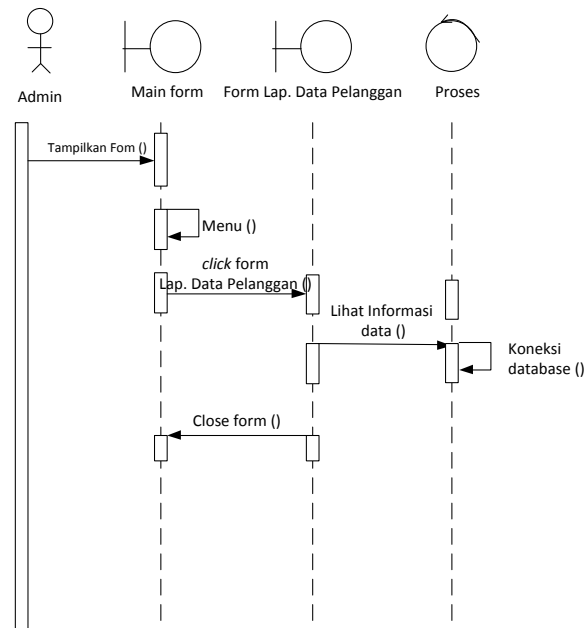 Admin
Main form
Form Lap. Data Pelanggan
Proses
Tampilkan Fom ()
Menu ()
click form
Lap. Data Pelanggan ()
Lihat Informasi
data ()
Koneksi
database ()
Close form ()